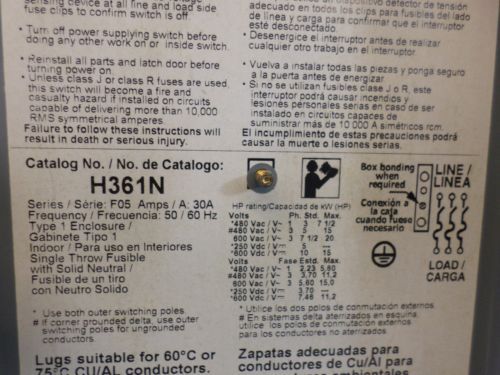 sensing device at all line and load side
fuse clips to confirm switch is off.
• Turn off power supplying switch before
doing any other work on or inside switch.
• Reinstall all parts and latch door before
turning power on
• Unless class J or class R fuses are used
this switch will become a fire and
casualty hazard if installed on circuits
capable of delivering more than 10,000
RMS symmetrical amperes.
Failure to follow these instructions will
result in death or serious injury.
adecuado en todos los clips para fusibles del lado
de línea y carga para confirmar que el interruptor
esté desconectado.
• Desenergice el interruptor antes de realizar
cualquier otro trabajo en el interruptor.
• Vuelva a instalar todas las piezas y ponga seguro
a la puerta antes de energizar
• Si no se utilizan fusibles clase J o R, este
interruptor podrá causar incendios y
lesiones personales serias en caso de ser
instalado en circuitos capaces de
suministrar más de 10 000 A simétricos rcm.
El incumplimiento de estas instrucciones podrá
causar la muerte o lesiones serias.
Catalog No. / No. de Catalogo:
H361N
Series / Série: F05 Amps / A: 30A
Frequency / Frecuencia: 50 / 60 Hz
Type 1 Enclosure /
Gabinete Tipo 1
Indoor / Para uso en Interiores
Single Throw Fusible
with Solid Neutral /
Fusible de un tiro
con Neutro Solido
* Use both outer switching poles.
# If corner grounded delta, use outer
switching poles for ungrounded
conductors.
HP rating/Capacidad de kW (HP)
Volts Ph. Std. Max.
*480 Vac / V~ 1 3 7 1/2
#480 Vac / V~ 3 5 15
600 Vac / V~ 3 7 1/2 20
*250 Vdc / V⎓ 5
*600 Vdc / V⎓ 10 15
Volts Fase Están. Máx.
*480 Vac / V~ 1 2,23 5,60
#480 Vac / V~ 3 3,70 11,2
600 Vac / V~ 3 5,60 15,0
*250 Vdc / V⎓ 3,70
*600 Vdc / V⎓ 7,46 11,2
* Utilice los dos polos de conmutación externos.
# En sistemas delta aterrizados en esquina,
utilice los polos de conmutación externos
para los conductores no aterrizados.
Box bonding
when
required
Conexión a
la caja
cuando fuese
necesario
LINE /
LINEA
LOAD /
CARGA
Lugs suitable for 60°C or
75°C CU/AL conductors.
Zapatas adecuadas para
conductores de Cu/Al para